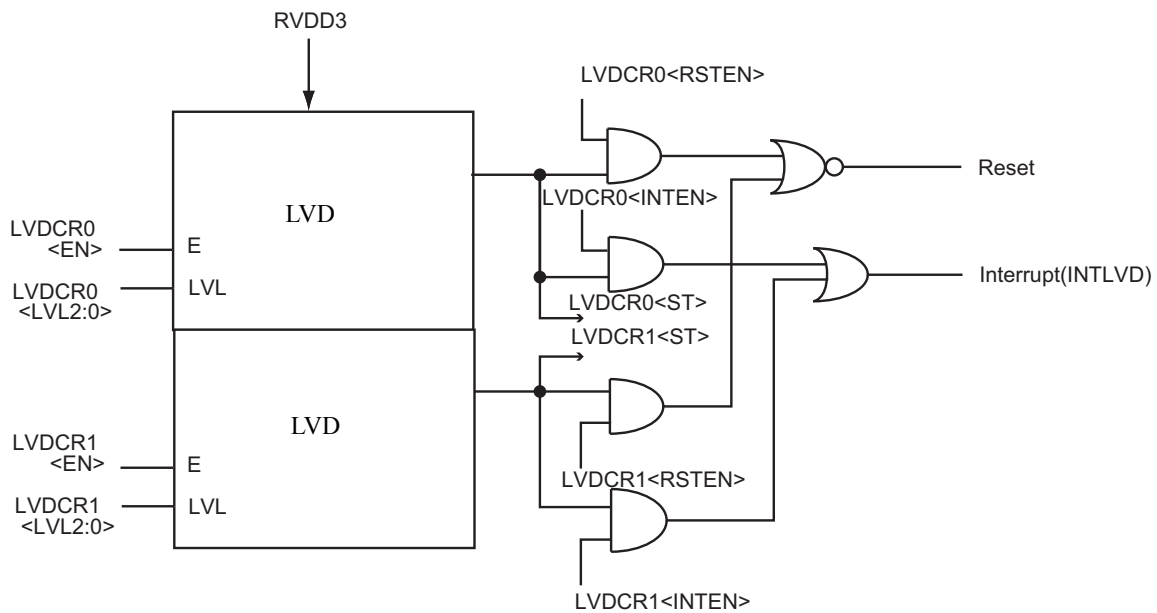 RVDD3
LVDCR0<RSTEN>
Reset
LVDCR0<INTEN>
LVD
LVDCR0
<EN>
E
LVDCR0
<LVL2:0>
LVL
Interrupt(INTLVD)
LVDCR0<ST>
LVDCR1<ST>
LVD
LVDCR1
<EN>
E
LVDCR1
<LVL2:0>
LVL
LVDCR1<RSTEN>
LVDCR1<INTEN>